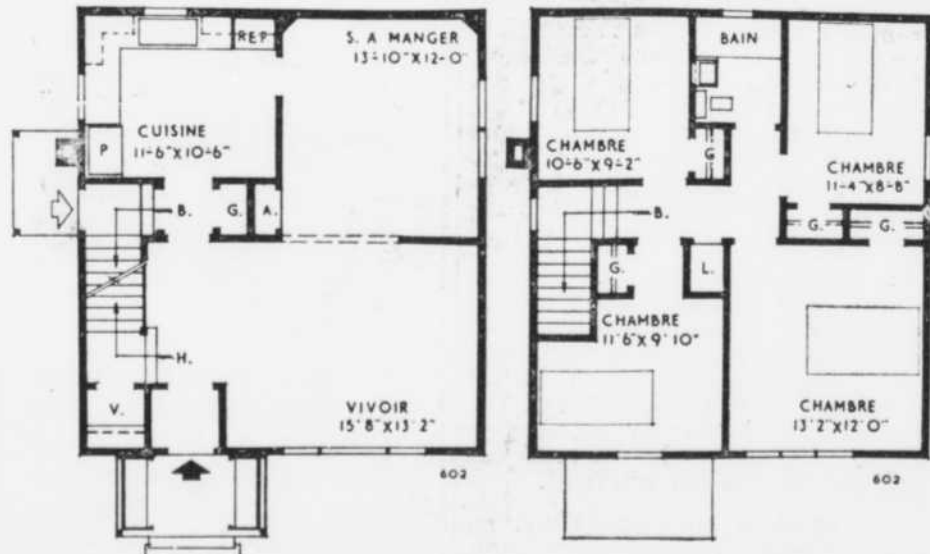 REF
S. A MANGER
13-10"X12-0"
CUISINE
11-6"X10-6"
P
B.
G.
A.
H.
V.
VIVOIR
15'8"X13'2"
602
BAIN
CHAMBRE
10-6"X9-2"
G
CHAMBRE
11-4"X8-8"
B.
G.
G.
G.
L.
CHAMBRE
11'6"X9'10"
CHAMBRE
13'2"X12'0"
602